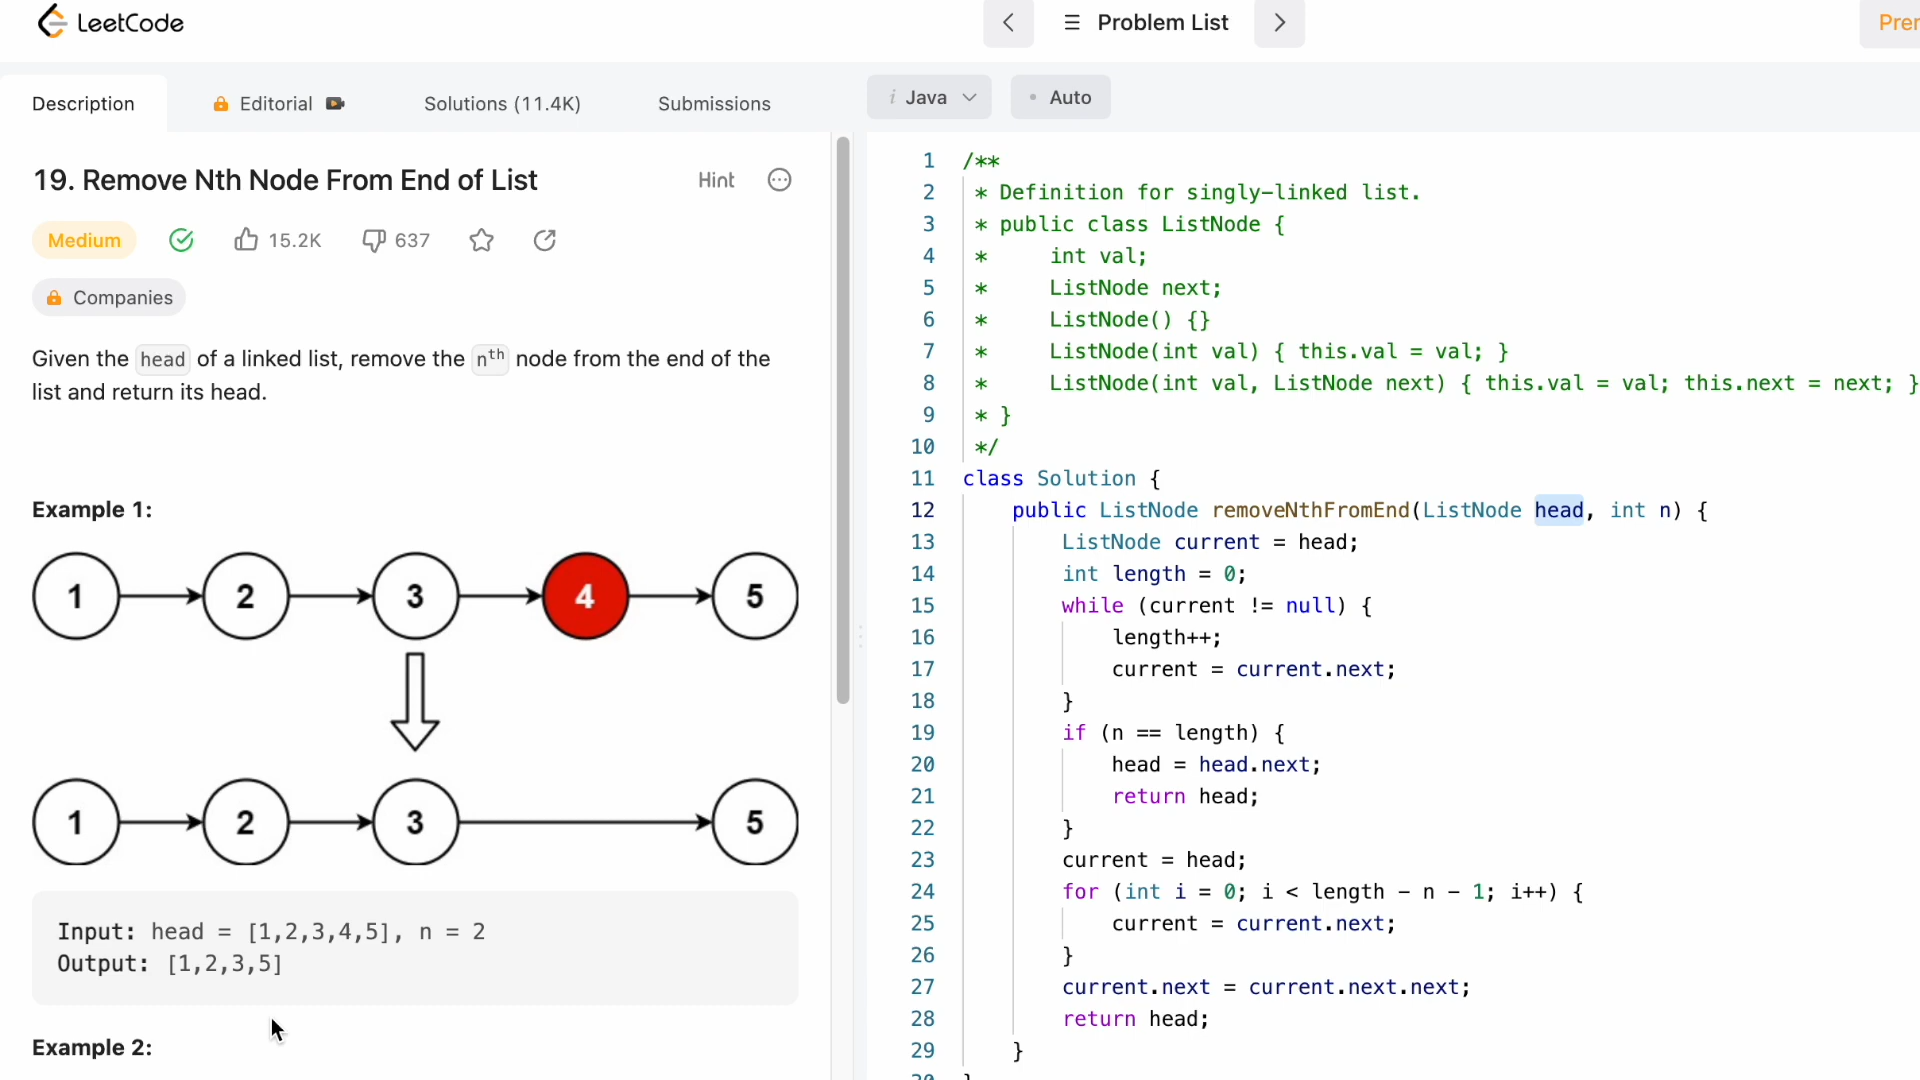 LeetCode
Problem List
Description
Editorial
Solutions (11.4K)
Submissions
i Java
• Auto
19. Remove Nth Node From End of List
Hint
Medium
15.2K
637
Companies
Given the head of a linked list, remove the nth node from the end of the
list and return its head.
Example 1:
1 2 3 4 5
1 2 3 5
Input: head = [1,2,3,4,5], n = 2
Output: [1,2,3,5]
Example 2:
1 /**
2 * Definition for singly-linked list.
3 * public class ListNode {
4 *     int val;
5 *     ListNode next;
6 *     ListNode() {}
7 *     ListNode(int val) { this.val = val; }
8 *     ListNode(int val, ListNode next) { this.val = val; this.next = next; }
9 * }
10 */
11 class Solution {
12     public ListNode removeNthFromEnd(ListNode head, int n) {
13         ListNode current = head;
14         int length = 0;
15         while (current != null) {
16             length++;
17             current = current.next;
18         }
19         if (n == length) {
20             head = head.next;
21             return head;
22         }
23         current = head;
24         for (int i = 0; i < length - n - 1; i++) {
25             current = current.next;
26         }
27         current.next = current.next.next;
28         return head;
29     }